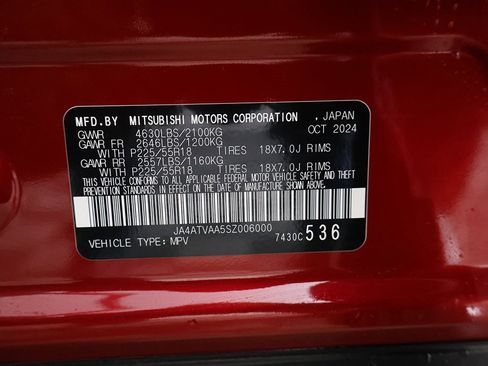 MFD.BY MITSUBISHI MOTORS CORPORATION , JAPAN
GVWR 4630LBS/2100KG OCT 2024
GAWR FR 2646LBS/1200KG
WITH P225/55R18 TIRES 18X7.0J RIMS
GAWR RR 2557LBS/1160KG
WITH P225/55R18 TIRES 18X7.0J RIMS
THIS VEHICLE CONFORMS TO ALL APPLICABLE FEDERAL MOTOR VEHICLE SAFETY, BUMPER, AND THEFT
PREVENTION STANDARDS IN EFFECT ON THE DATE OF MANUFACTURE SHOWN ABOVE.
JA4ATVAA5SZ006000
VEHICLE TYPE: MPV 7430C 536